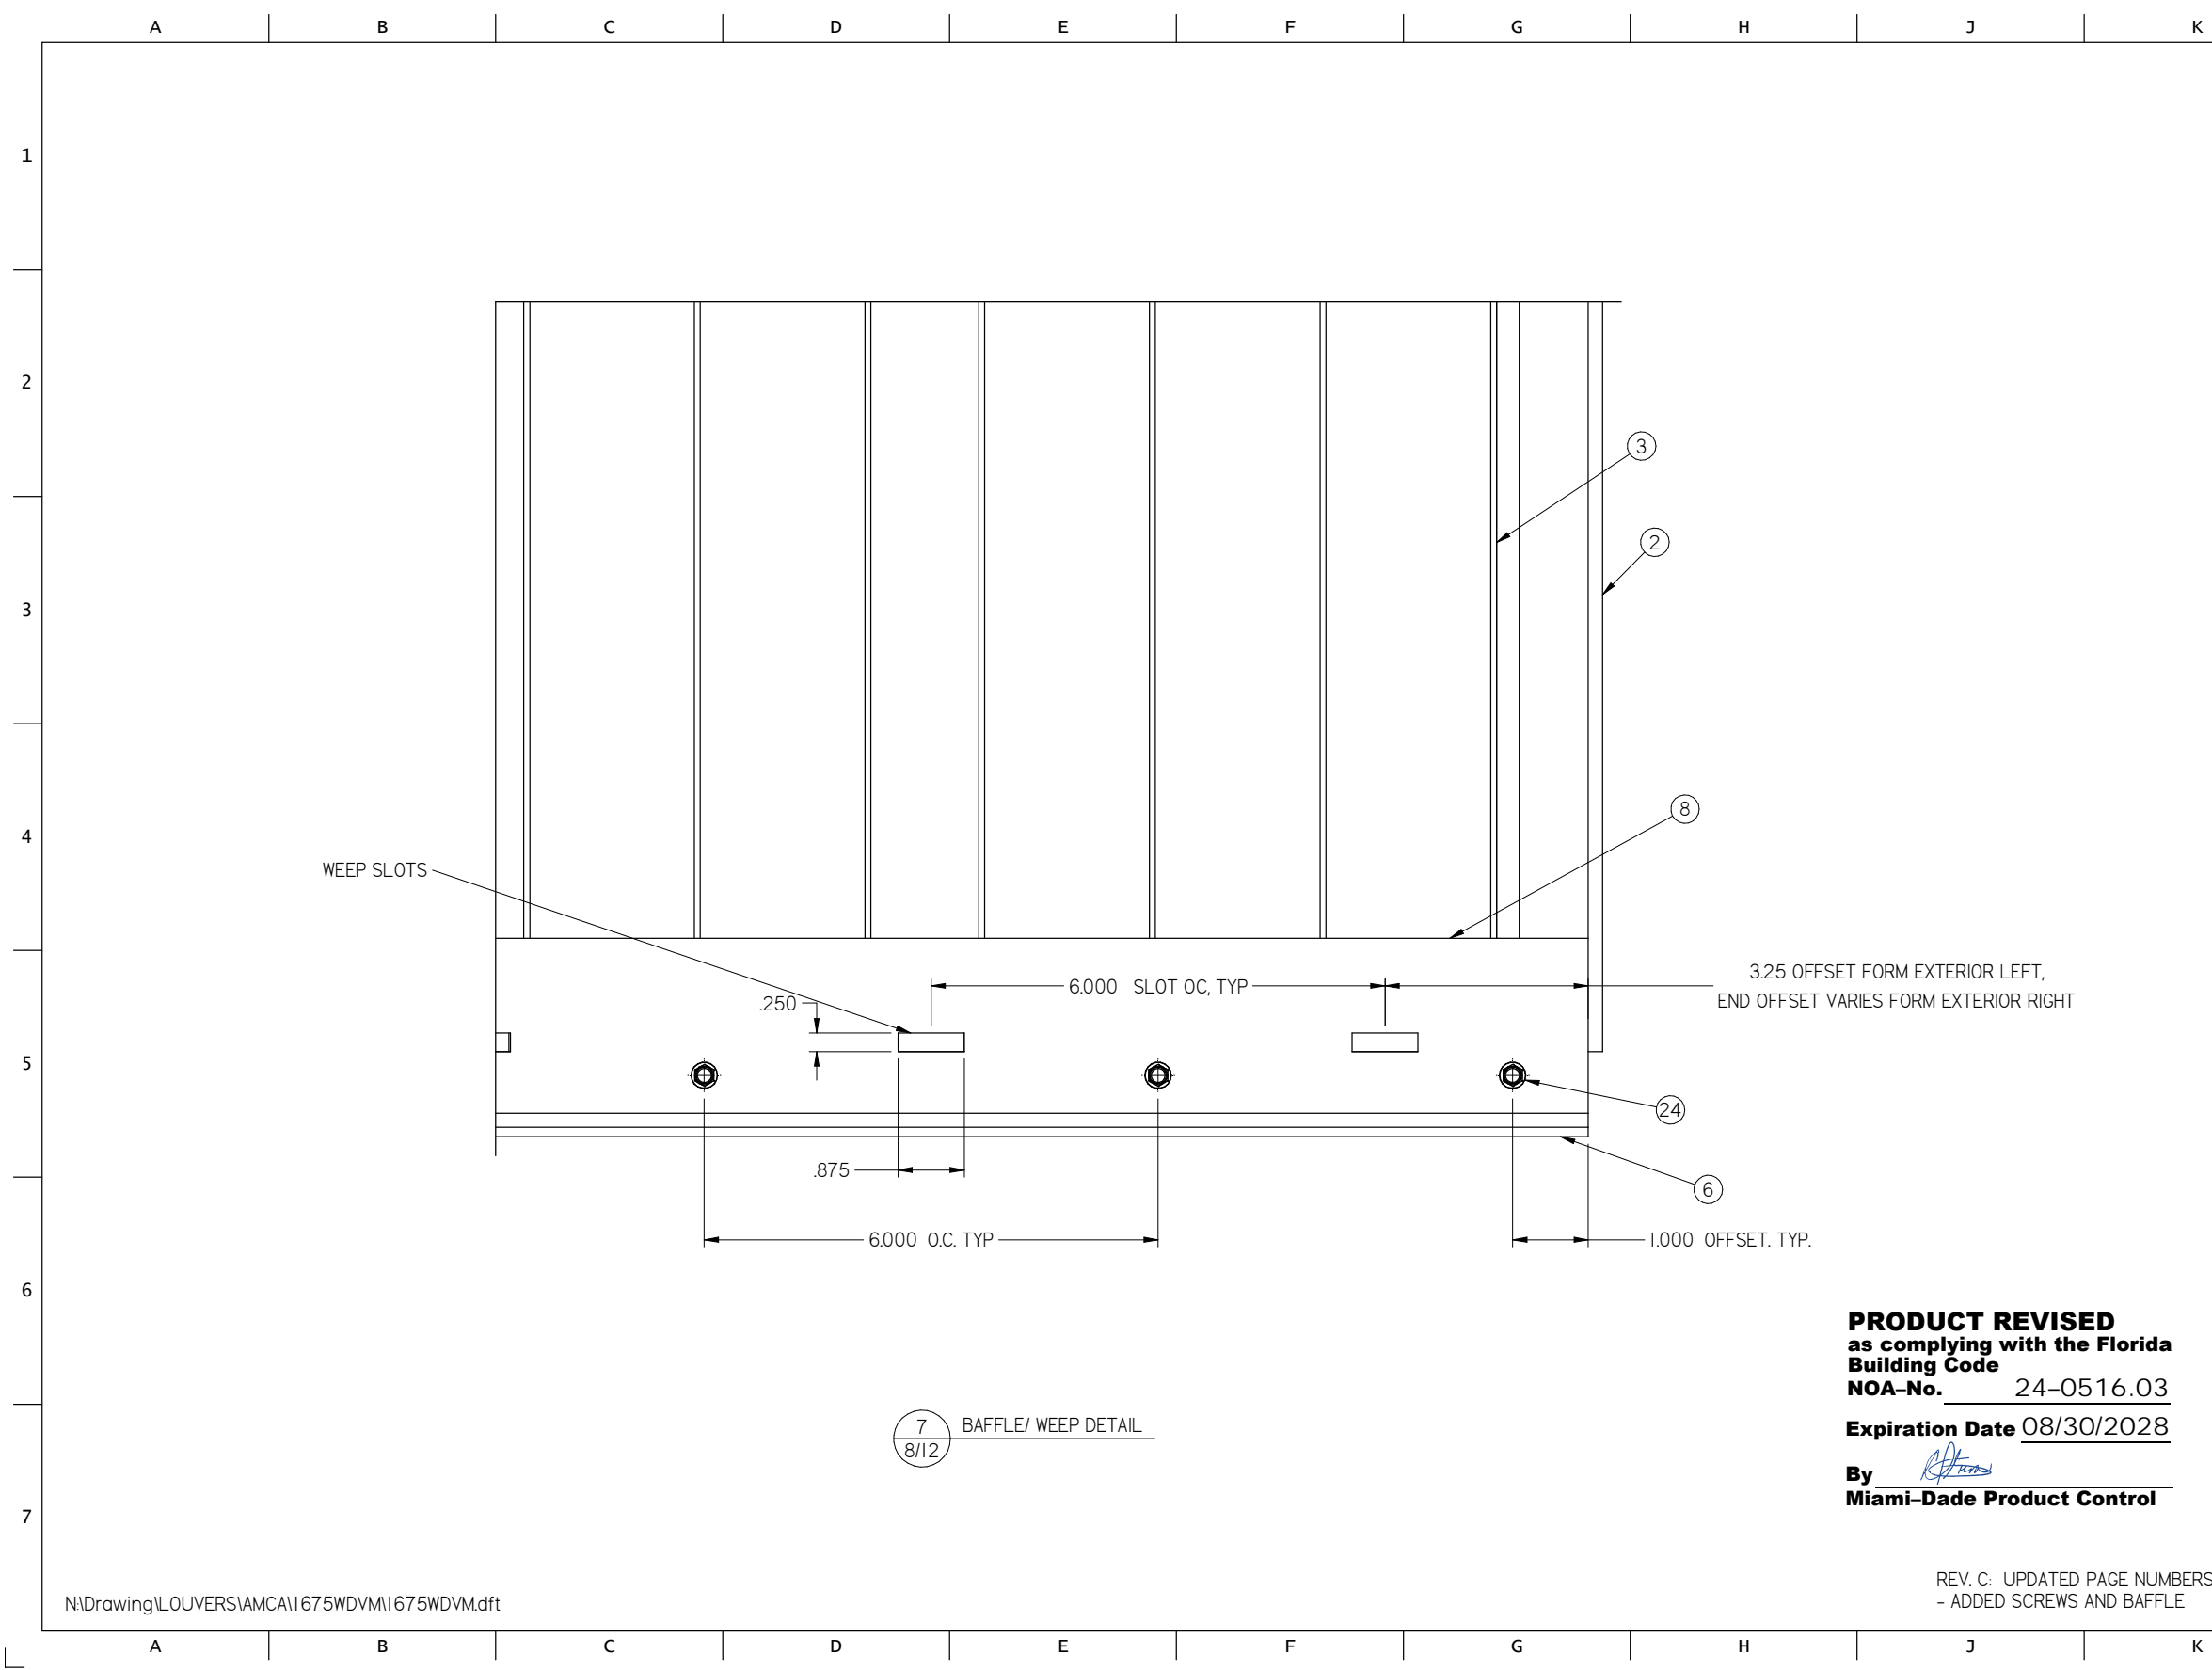 A B C D E F G H J K
1
2
3
2
3
8
4
WEEP SLOTS
3.25 OFFSET FORM EXTERIOR LEFT,
END OFFSET VARIES FORM EXTERIOR RIGHT
6.000 SLOT OC, TYP
.250
5
24
.875
6
6.000 O.C. TYP
1.000 OFFSET. TYP.
6
PRODUCT REVISED
as complying with the Florida
Building Code
NOA-No. 24-0516.03
Expiration Date 08/30/2028
By
Miami-Dade Product Control
7 BAFFLE/ WEEP DETAIL
8/12
7
REV. C: UPDATED PAGE NUMBERS
- ADDED SCREWS AND BAFFLE
N:\Drawing\LOUVERS\AMCA\1675WDVM\1675WDVM.dft
A B C D E F G H J K
3